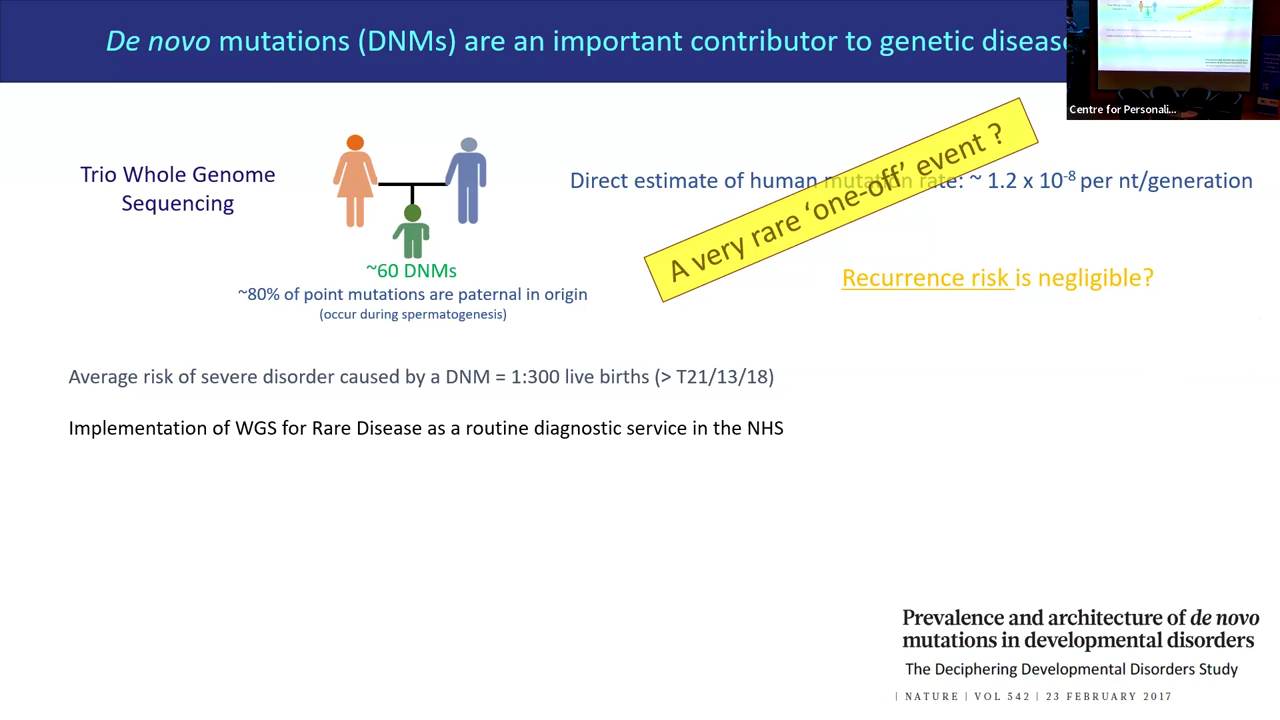 De novo mutations (DNMs) are an important contributor to genetic disease
Centre for Personali...
Trio Whole Genome
Sequencing
~60 DNMs
~80% of point mutations are paternal in origin
(occur during spermatogenesis)
Direct estimate of human mutation rate: ~ 1.2 x 10-8 per nt/generation
A very rare 'one-off' event ?
Recurrence risk is negligible?
Average risk of severe disorder caused by a DNM = 1:300 live births (> T21/13/18)
Implementation of WGS for Rare Disease as a routine diagnostic service in the NHS
Prevalence and architecture of de novo
mutations in developmental disorders
The Deciphering Developmental Disorders Study
| NATURE | VOL 542 | 23 FEBRUARY 2017